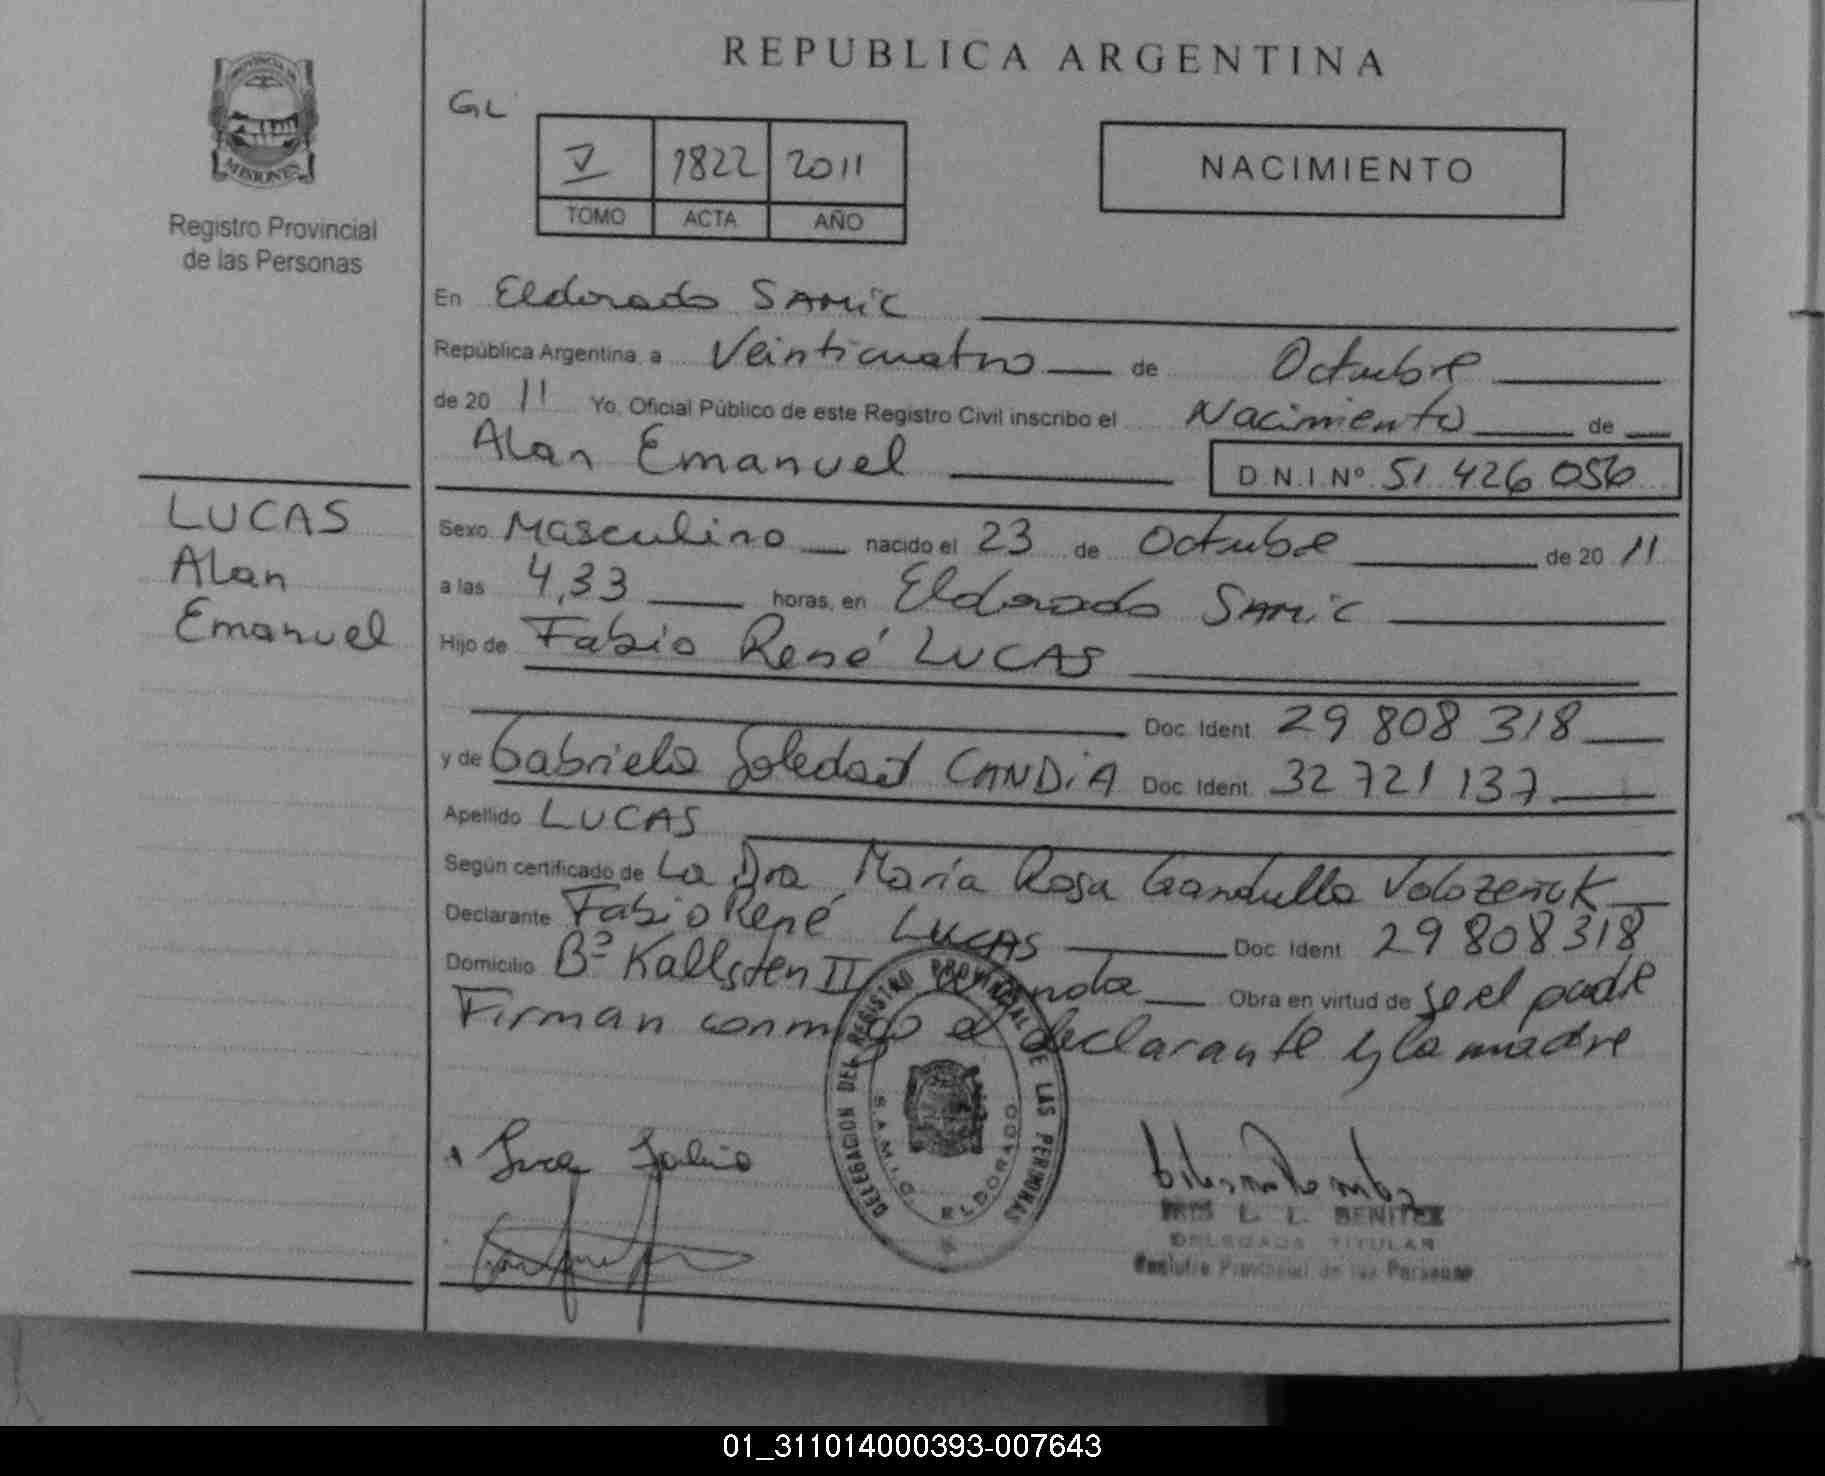 REPUBLICA ARGENTINA
PROVINCIA DE
MISIONES
Registro Provincial
de las Personas
GL
V 1822 2011
TOMO ACTA AÑO
NACIMIENTO
En Eldorado SAMiC
República Argentina, a Veinticuatro de Octubre
de 20 11 Yo, Oficial Público de este Registro Civil inscribo el Nacimiento de
Alan Emanuel D.N.I. Nº 51.426.056
LUCAS
Alan
Emanuel
Sexo Masculino nacido el 23 de Octubre de 20 11
a las 4,33 horas, en Eldorado SAMiC
Hijo de Fabio René LUCAS
Doc. Ident. 29 808 318
y de Gabriela Soledad CANDiA Doc. Ident. 32 721 137
Apellido LUCAS
Según certificado de La Dra María Rosa Gandulla
Declarante Fabio René LUCAS Doc. Ident. 29 808 318
Domicilio Bº Kallsten II Obra en virtud de ser el padre
Firman conmigo el declarante y la madre
DELEGACION DEL REGISTRO PROVINCIAL DE LAS PERSONAS
S.A.M.I.C. ELDORADO
L. L. BENITEZ
DELEGADA TITULAR
Registro Provincial de las Personas
01_311014000393-007643